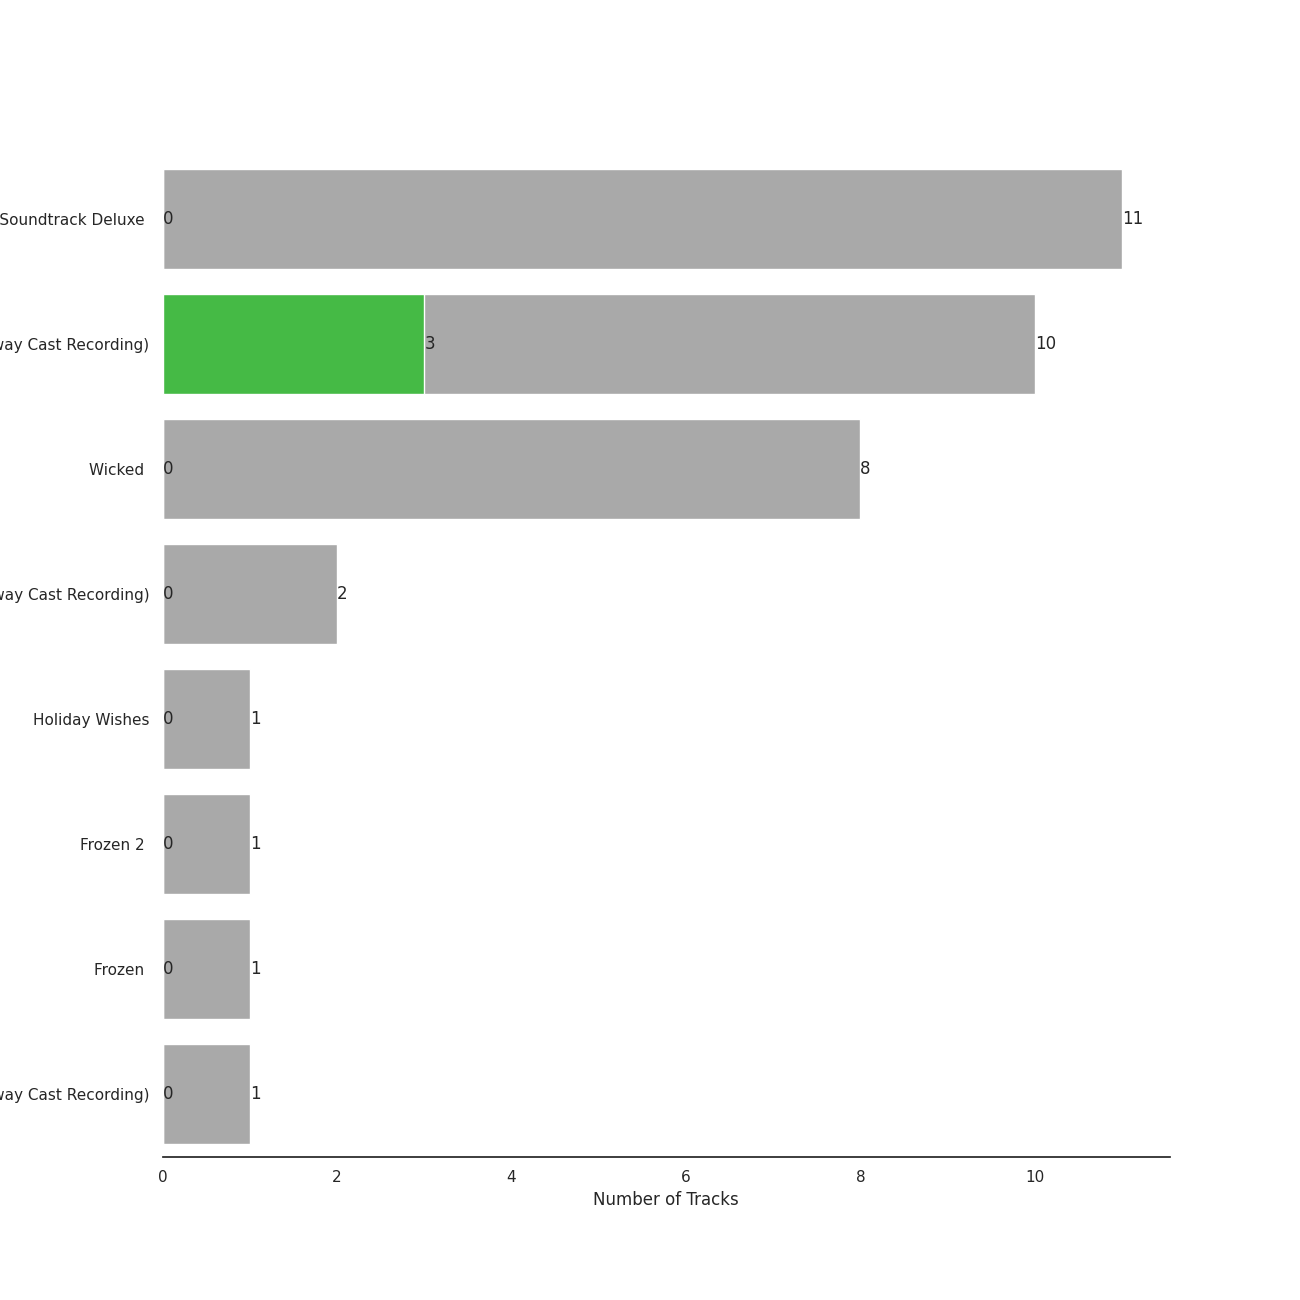 Soundtrack Deluxe 0 11
way Cast Recording) 3 10
Wicked 0 8
way Cast Recording) 0 2
Holiday Wishes 0 1
Frozen 2 0 1
Frozen 0 1
way Cast Recording) 0 1
0 2 4 6 8 10
Number of Tracks